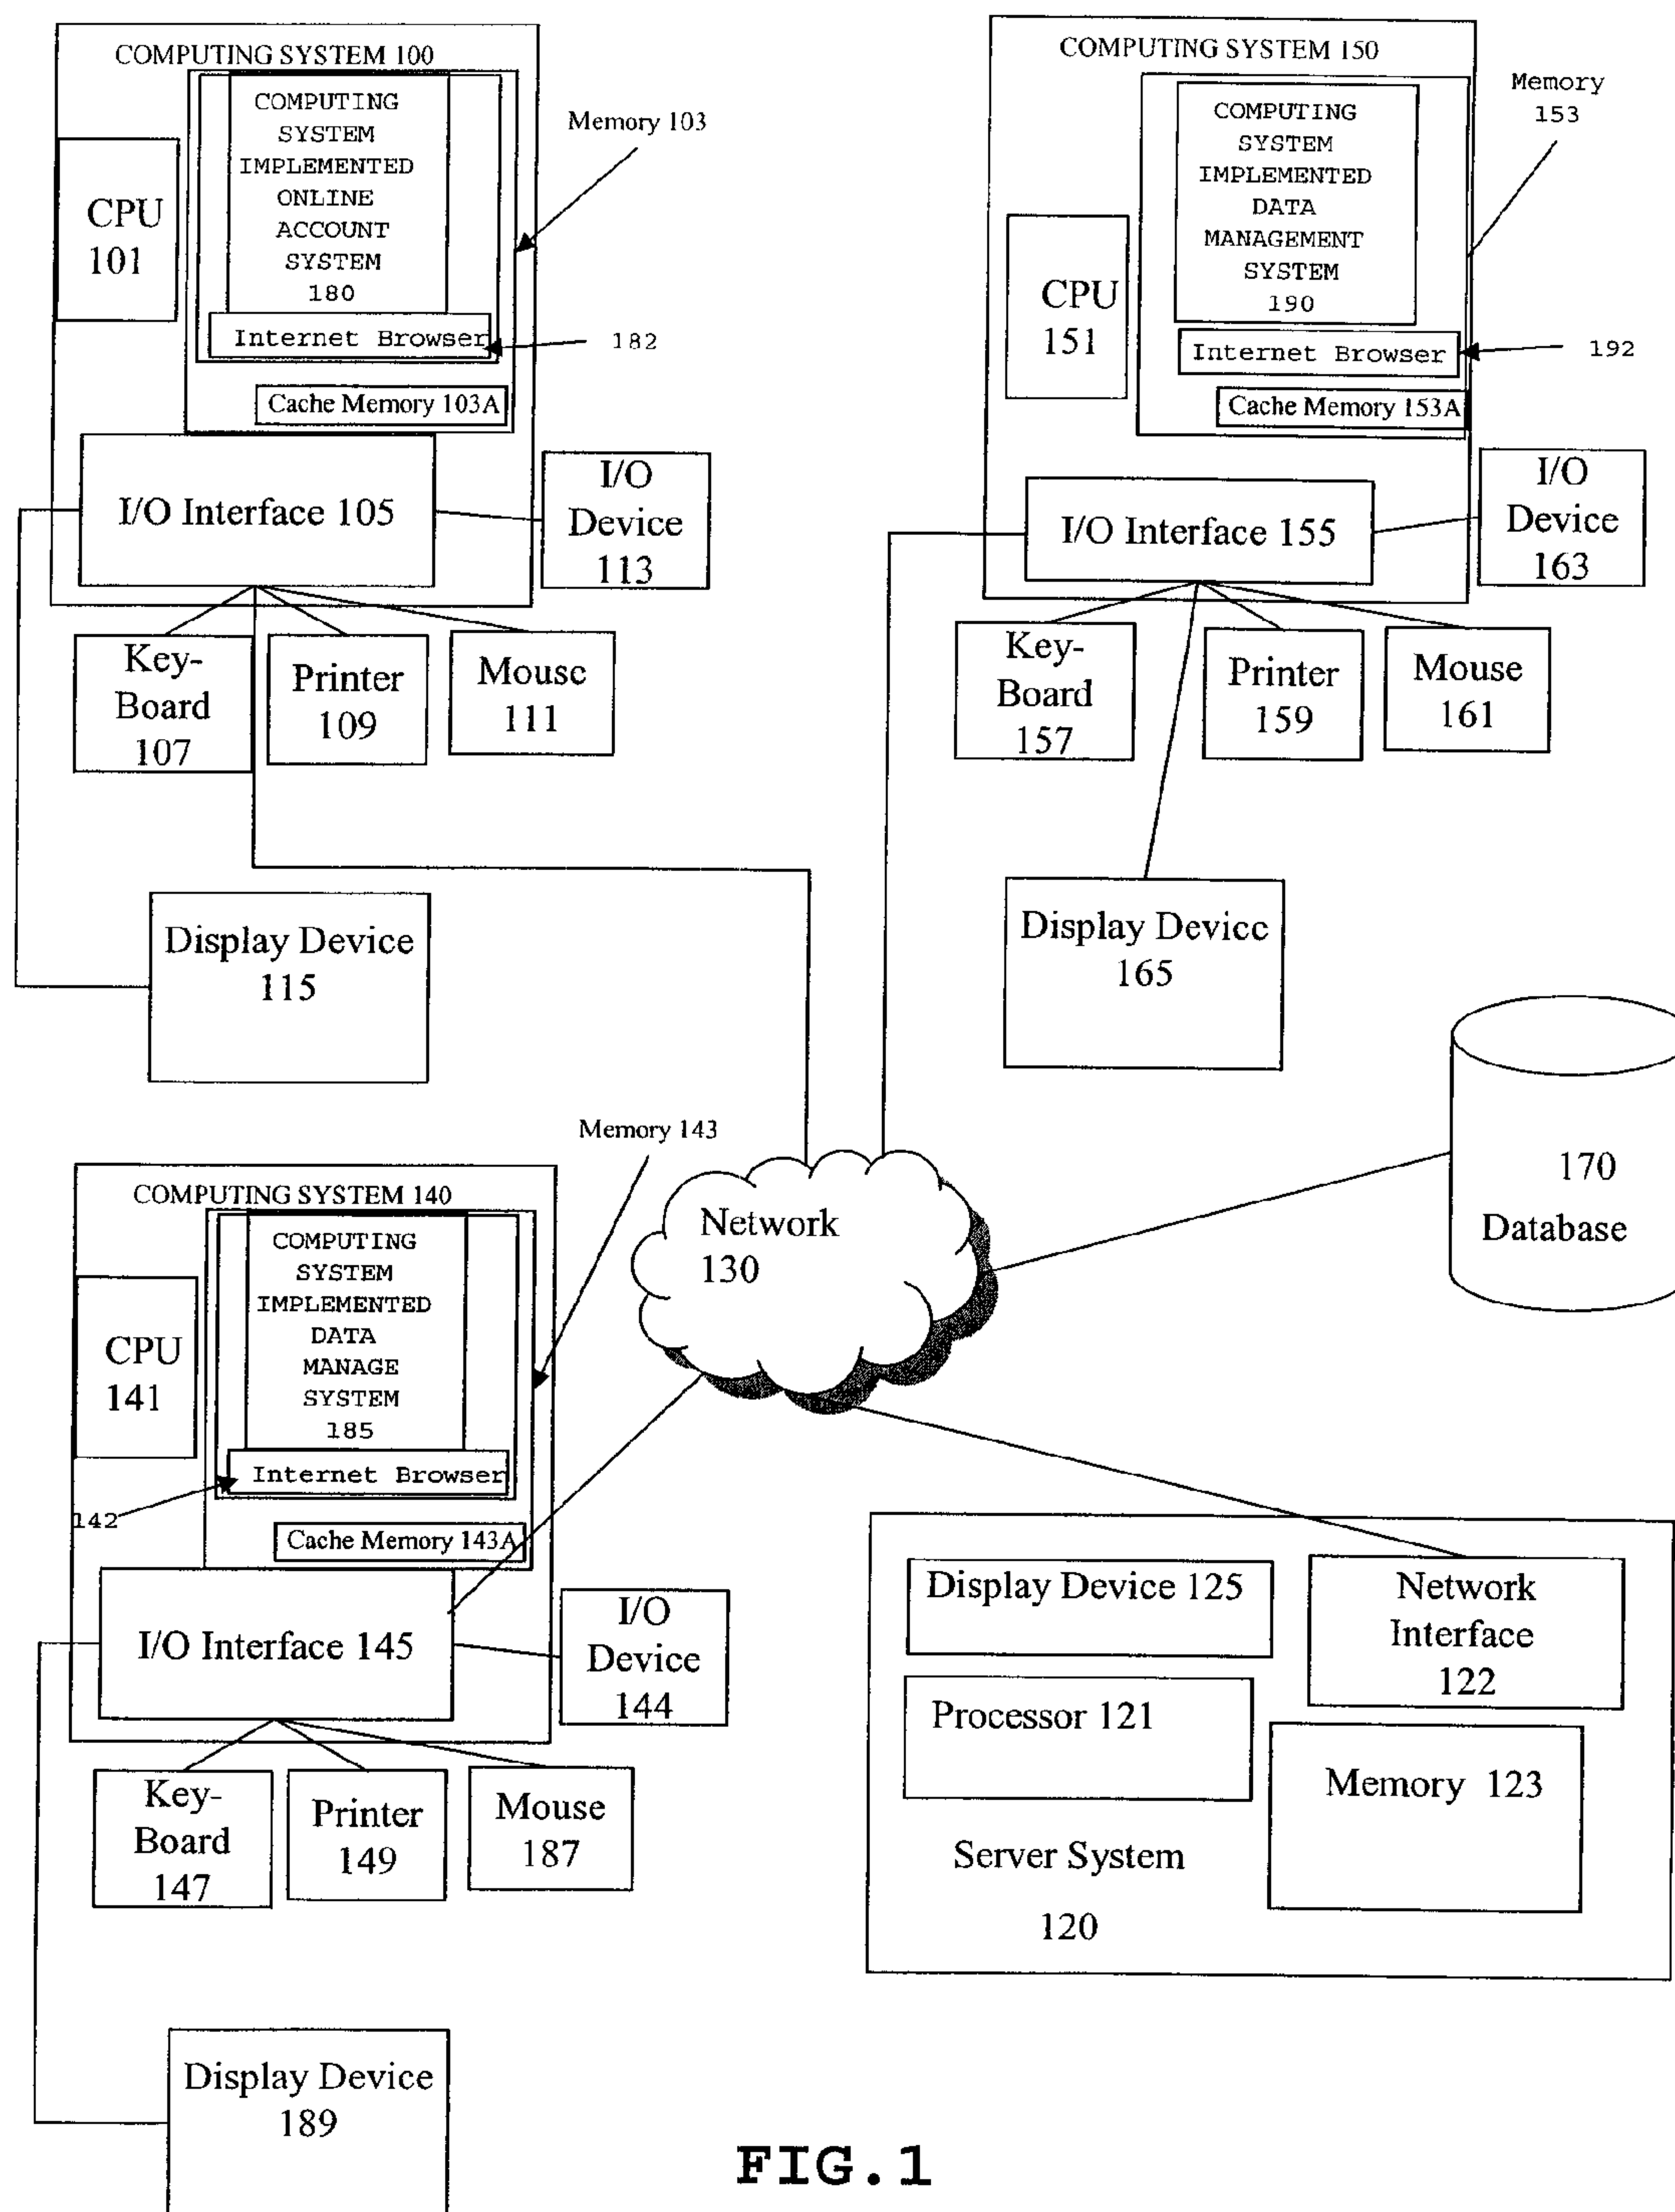 COMPUTING SYSTEM 100
COMPUTING
SYSTEM
IMPLEMENTED
ONLINE
ACCOUNT
SYSTEM
180
Internet Browser
182
Cache Memory 103A
Memory 103
CPU
101
I/O Interface 105
I/O
Device
113
Key-
Board
107
Printer
109
Mouse
111
Display Device
115
COMPUTING SYSTEM 150
COMPUTING
SYSTEM
IMPLEMENTED
DATA
MANAGEMENT
SYSTEM
190
Internet Browser
192
Cache Memory 153A
Memory
153
CPU
151
I/O Interface 155
I/O
Device
163
Key-
Board
157
Printer
159
Mouse
161
Display Device
165
Network
130
170
Database
Memory 143
COMPUTING SYSTEM 140
COMPUTING
SYSTEM
IMPLEMENTED
DATA
MANAGE
SYSTEM
185
Internet Browser
142
Cache Memory 143A
CPU
141
I/O Interface 145
I/O
Device
144
Key-
Board
147
Printer
149
Mouse
187
Display Device
189
Display Device 125
Network
Interface
122
Processor 121
Memory 123
Server System
120
FIG.1